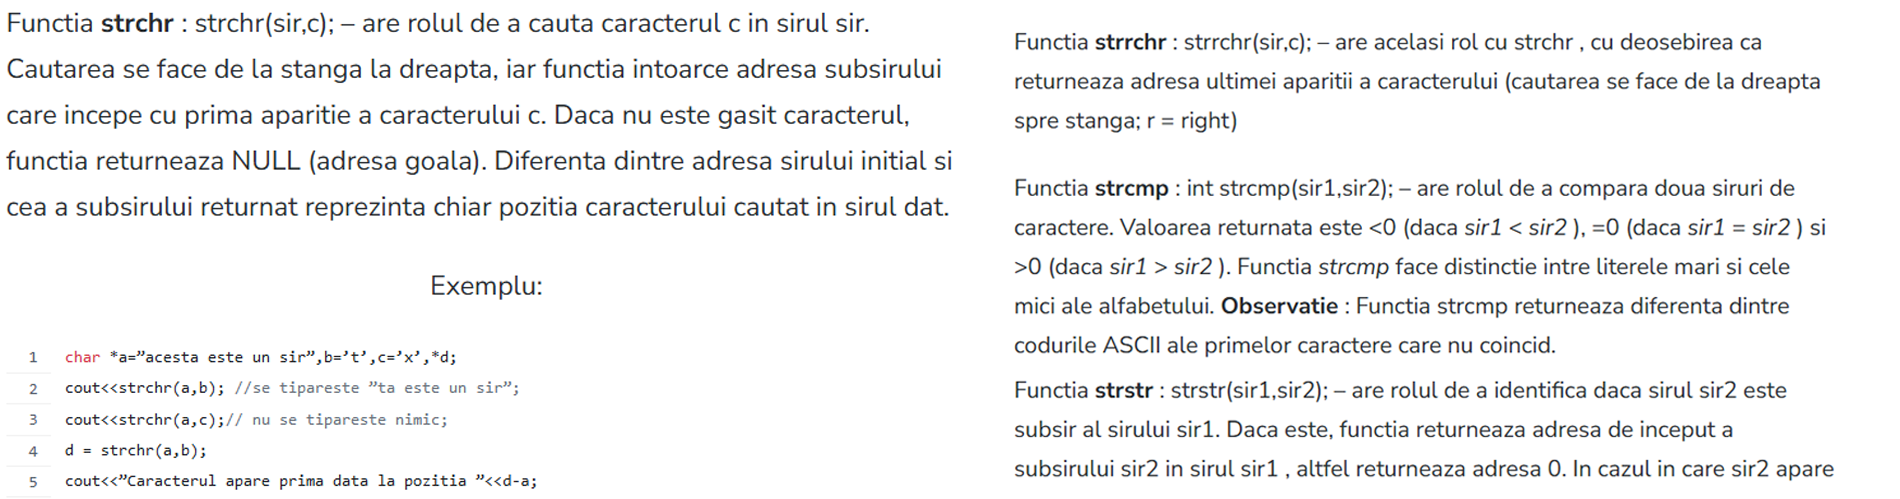 Functia strchr : strchr(sir,c); – are rolul de a cauta caracterul c in sirul sir.
Cautarea se face de la stanga la dreapta, iar functia intoarce adresa subsirului
care incepe cu prima aparitie a caracterului c. Daca nu este gasit caracterul,
functia returneaza NULL (adresa goala). Diferenta dintre adresa sirului initial si
cea a subsirului returnat reprezinta chiar pozitia caracterului cautat in sirul dat.
Exemplu:
1 char *a=”acesta este un sir”,b=’t’,c=’x’,*d;
2 cout<<strchr(a,b); //se tipareste ”ta este un sir”;
3 cout<<strchr(a,c);// nu se tipareste nimic;
4 d = strchr(a,b);
5 cout<<”Caracterul apare prima data la pozitia ”<<d-a;
Functia strrchr : strrchr(sir,c); – are acelasi rol cu strchr , cu deosebirea ca
returneaza adresa ultimei aparitii a caracterului (cautarea se face de la dreapta
spre stanga; r = right)
Functia strcmp : int strcmp(sir1,sir2); – are rolul de a compara doua siruri de
caractere. Valoarea returnata este <0 (daca sir1 < sir2 ), =0 (daca sir1 = sir2 ) si
>0 (daca sir1 > sir2 ). Functia strcmp face distinctie intre literele mari si cele
mici ale alfabetului. Observatie : Functia strcmp returneaza diferenta dintre
codurile ASCII ale primelor caractere care nu coincid.
Functia strstr : strstr(sir1,sir2); – are rolul de a identifica daca sirul sir2 este
subsir al sirului sir1. Daca este, functia returneaza adresa de inceput a
subsirului sir2 in sirul sir1 , altfel returneaza adresa 0. In cazul in care sir2 apare